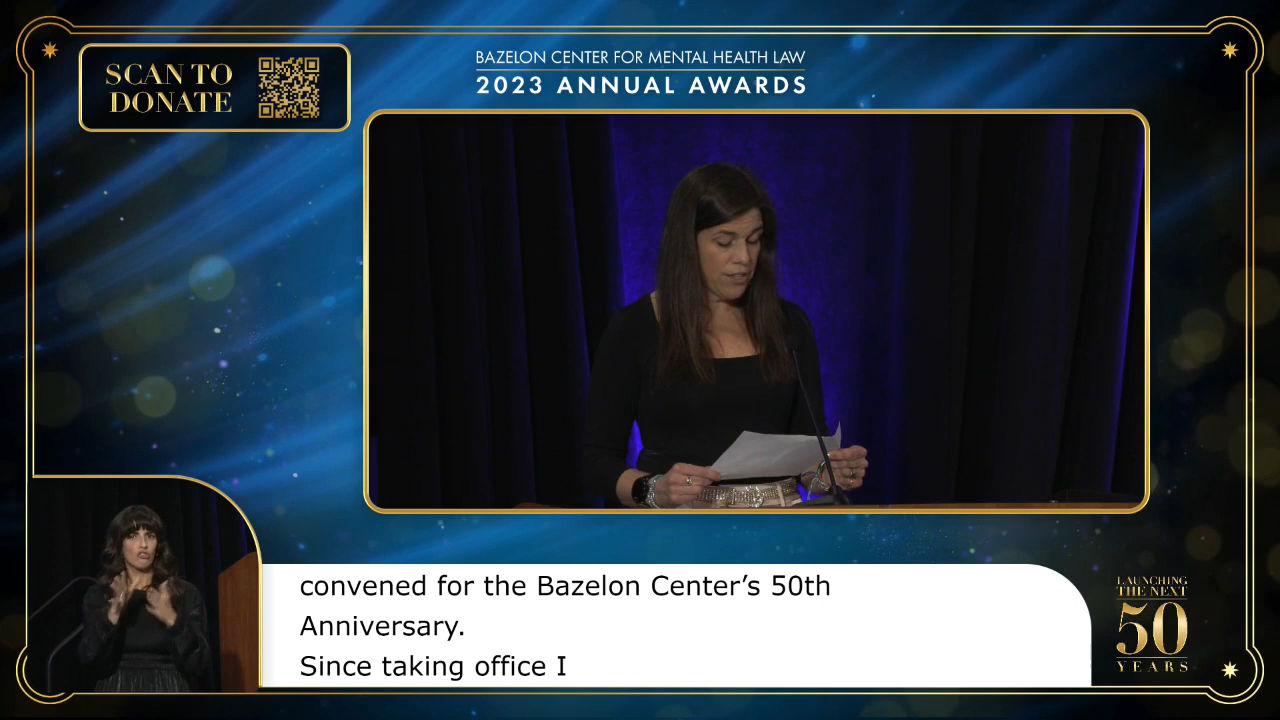 SCAN TO
DONATE
BAZELON CENTER FOR MENTAL HEALTH LAW
2023 ANNUAL AWARDS
convened for the Bazelon Center’s 50th
Anniversary.
Since taking office I
LAUNCHING
THE NEXT
50
YEARS